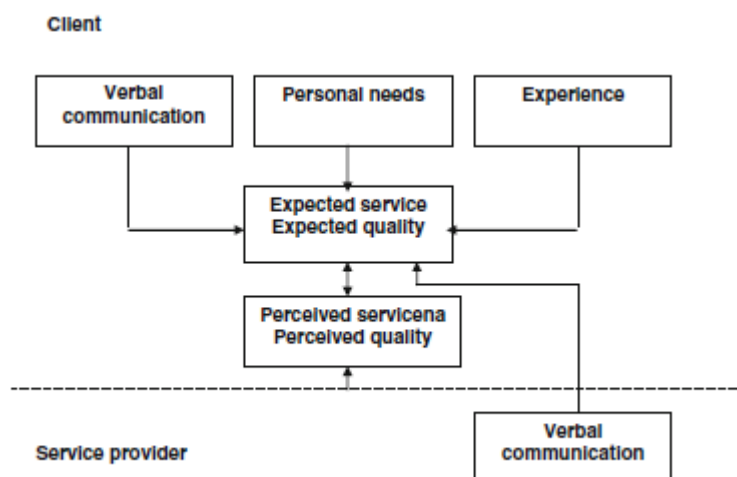 Client
Verbal
communication
Personal needs
Experience
Expected service
Expected quality
Perceived servicena
Perceived quality
Service provider
Verbal
communication